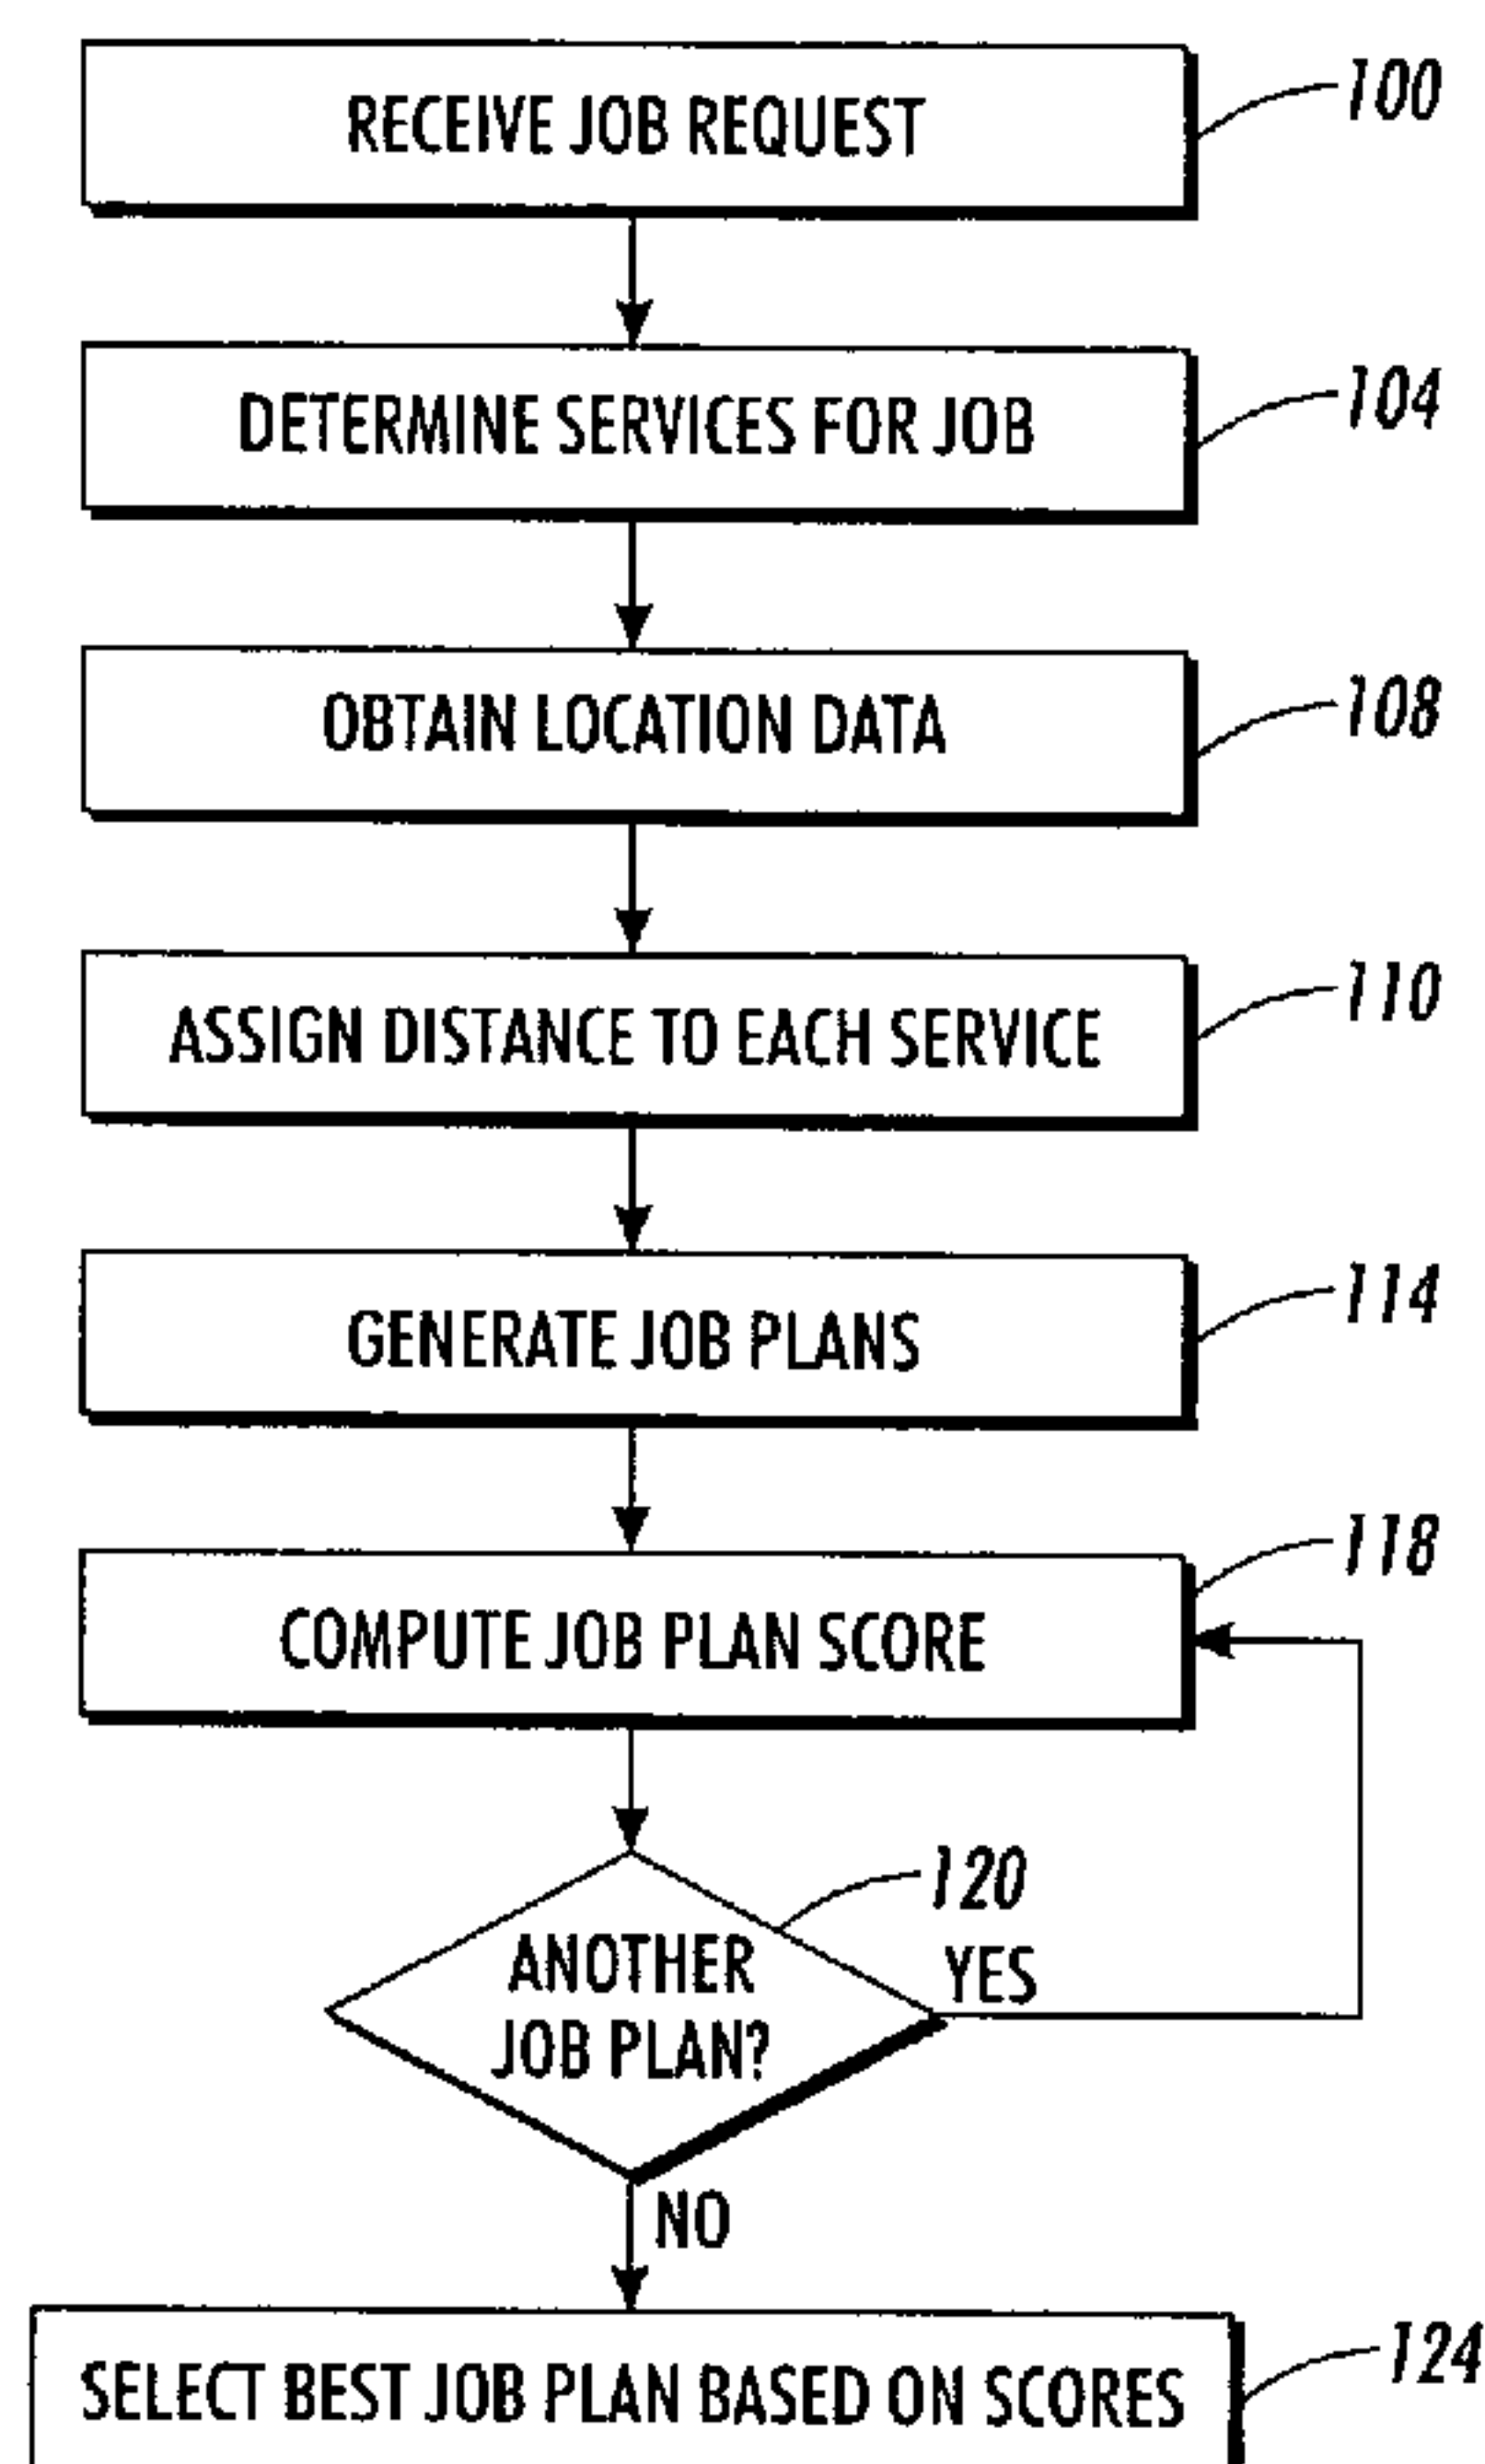 RECEIVE JOB REQUEST
100
DETERMINE SERVICES FOR JOB
104
OBTAIN LOCATION DATA
108
ASSIGN DISTANCE TO EACH SERVICE
110
GENERATE JOB PLANS
114
COMPUTE JOB PLAN SCORE
118
120
ANOTHER
JOB PLAN?
YES
NO
SELECT BEST JOB PLAN BASED ON SCORES
124